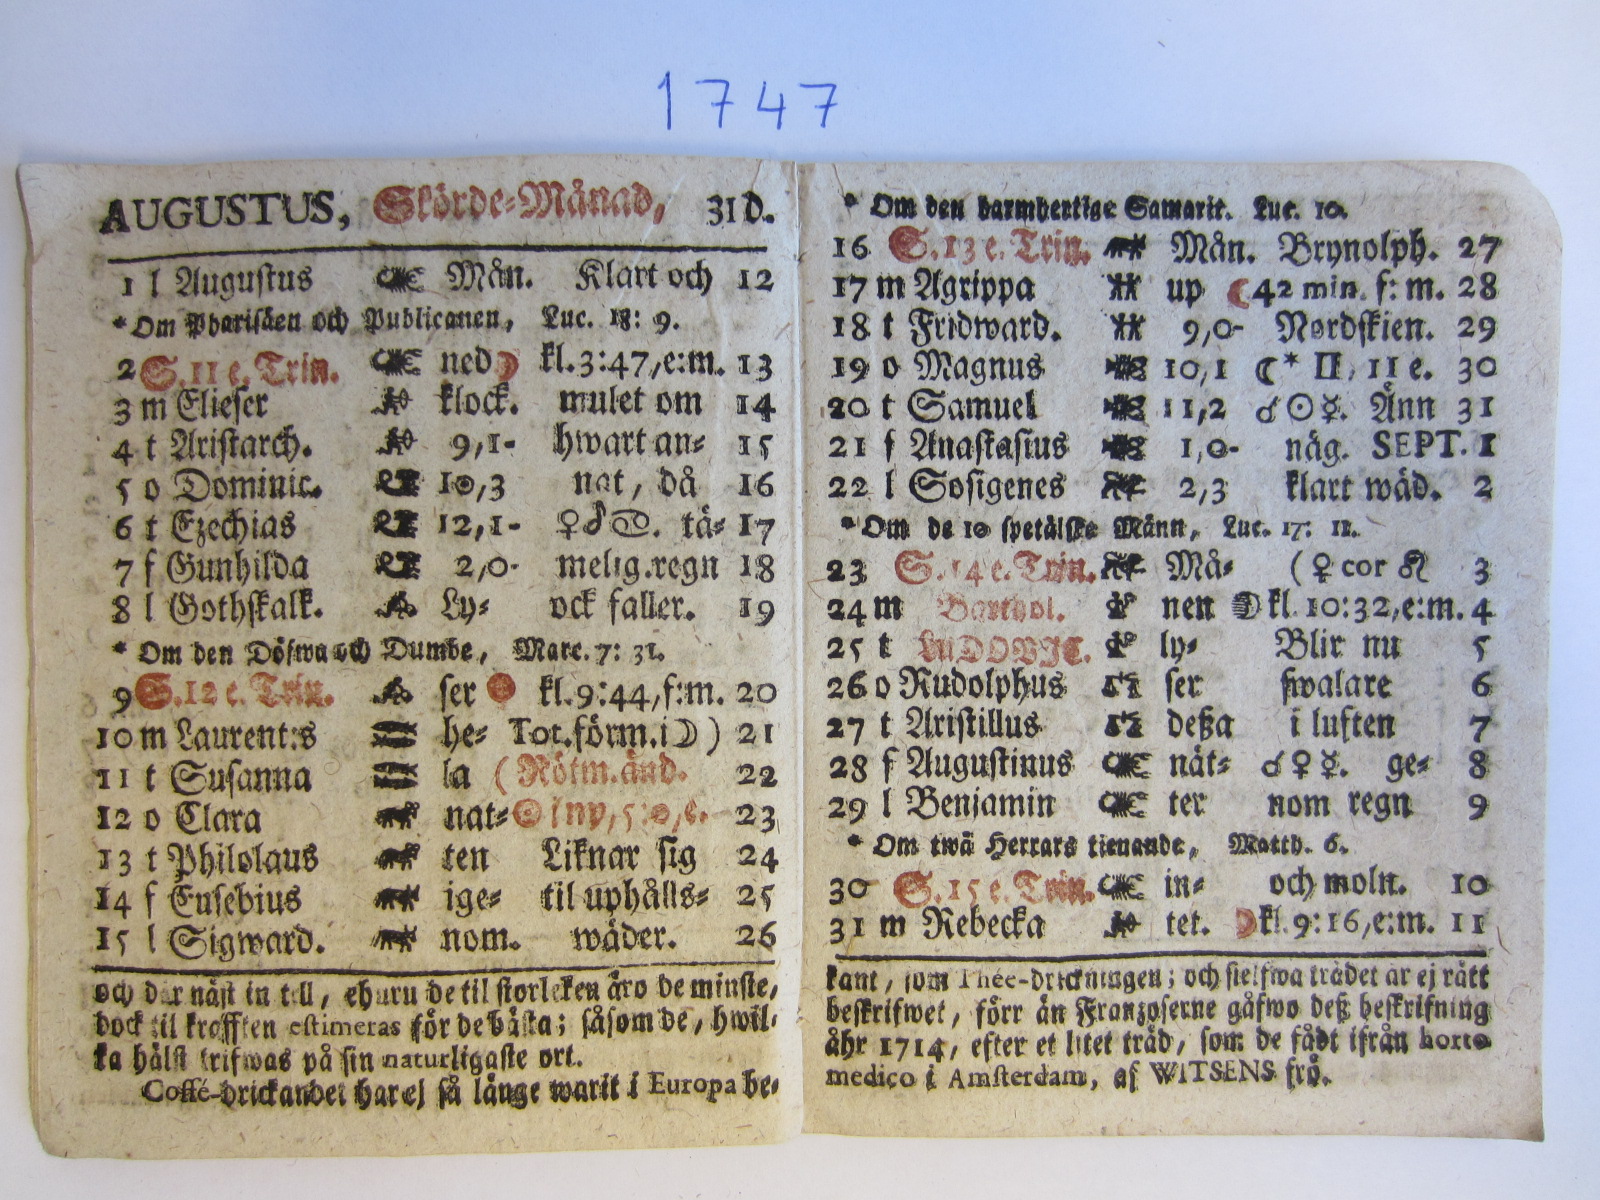 1747
AUGUSTUS, Skörde-Månad, 31 D.
1 l Augustus Mån. Klart och 12
* Om Phariséen och Publicanen, Luc. 18: 9.
2 S. 11 e. Trin. ned ☽ kl. 3:47, e:m. 13
3 m Elieser klock. mulet om 14
4 t Aristarch. 9,1- hwart an- 15
5 o Dominic. 10,3 nat, då 16
6 t Ezechias 12,1- ♀☌♋. tä- 17
7 f Gunhilda 2,0- melig. regn 18
8 l Gothskalk. Ly- ock faller. 19
* Om den Döfwa och Dumbe, Marc. 7: 31.
9 S. 12 e. Trin. ser kl. 9:44, f:m. 20
10 m Laurent:s he- Tot. förm. i ☽ ) 21
11 t Susanna la ( Rötm. änd. 22
12 o Clara nat- ☉ i ♍, 5:0, e. 23
13 t Philolaus ten Liknar sig 24
14 f Eusebius ige- til uphålls- 25
15 l Sigward. nom. wäder. 26
och där näst in till, ehuru de til storleken äro de minste,
dock til krafften estimeras för de bästa; såsom de, hwil-
ka hälst trifwas på sin naturligaste ort.
Coffé-drickandet har ej så länge warit i Europa be-
* Om den barmhertige Samarit. Luc. 10.
16 S. 13 e. Trin. Mån. Brynolph. 27
17 m Agrippa up ☾ 42 min. f: m. 28
18 t Fridward. 9,0- Nordskien. 29
19 o Magnus 10,1 ☾ * Ⅱ, 11 e. 30
20 t Samuel 11,2 ☌☉☿. Änn 31
21 f Anastasius 1,0- näg. SEPT. 1
22 l Sosigenes 2,3 klart wäd. 2
* Om de 10 spetälske Männ, Luc. 17: 11.
23 S. 14 e. Trin. Må- ( ♀ cor ♌ 3
24 m Barthol. nen kl. 10:32, e:m. 4
25 t LUDOVIC. ly- Blir nu 5
26 o Rudolphus ser swalare 6
27 t Aristillus deßa i luften 7
28 f Augustinus nät- ☌♀☿. ge- 8
29 l Benjamin ter nom regn 9
* Om twä Herrars tienande, Matth. 6.
30 S. 15 e. Trin. in- och moln. 10
31 m Rebecka tet. ☽ kl. 9:16, e:m. 11
kant, som Thee-drickningen; och sielfwa trädet är ej rätt
beskrifwet, förr än Franzoserne gåfwo deß beskrifning
åhr 1714, efter et litet träd, som de fådt ifrån horto
medico i Amsterdam, af WITSENS frö.